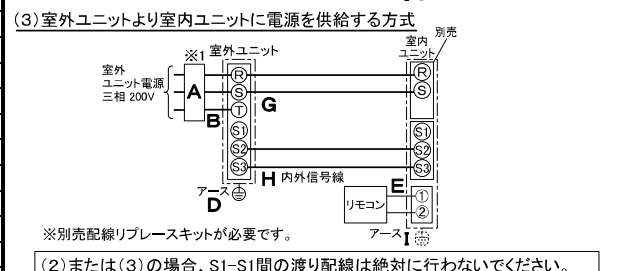 (3)室外ユニットより室内ユニットに電源を供給する方式
別売
※1
室外ユニット
室内
ユニット
室外
ユニット電源
三相 200V
A
B
R
S
T
S1
S2
S3
G
R
S
S1
S2
S3
H 内外信号線
アース
D
E
リモコン
①
②
アース I
※別売配線リプレースキットが必要です。
(2)または(3)の場合、S1-S1間の渡り配線は絶対に行わないでください。